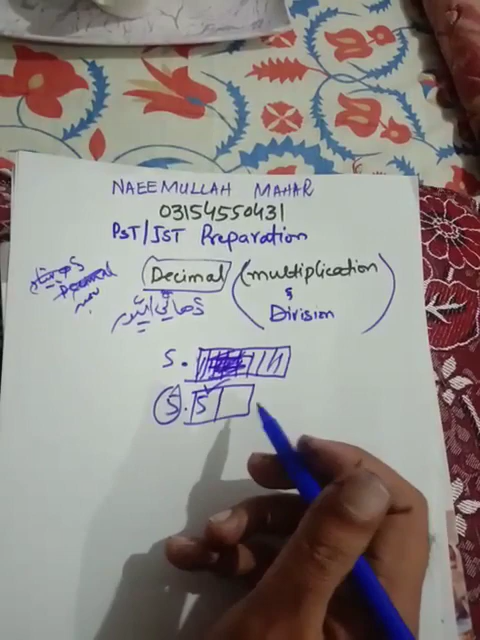 NAEEMULLAH MAHAR
03154550431
PST/JST Preparation
Decimal (multiplication
&
Division)
5.
5.5